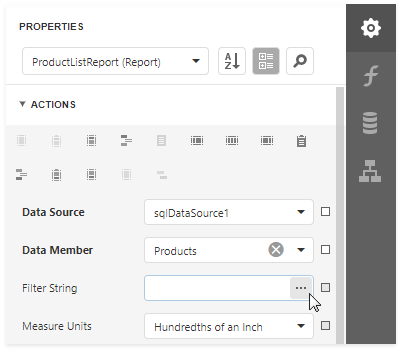 PROPERTIES
ProductListReport (Report)
ACTIONS
Data Source sqlDataSource1
Data Member Products
Filter String
Measure Units Hundredths of an Inch